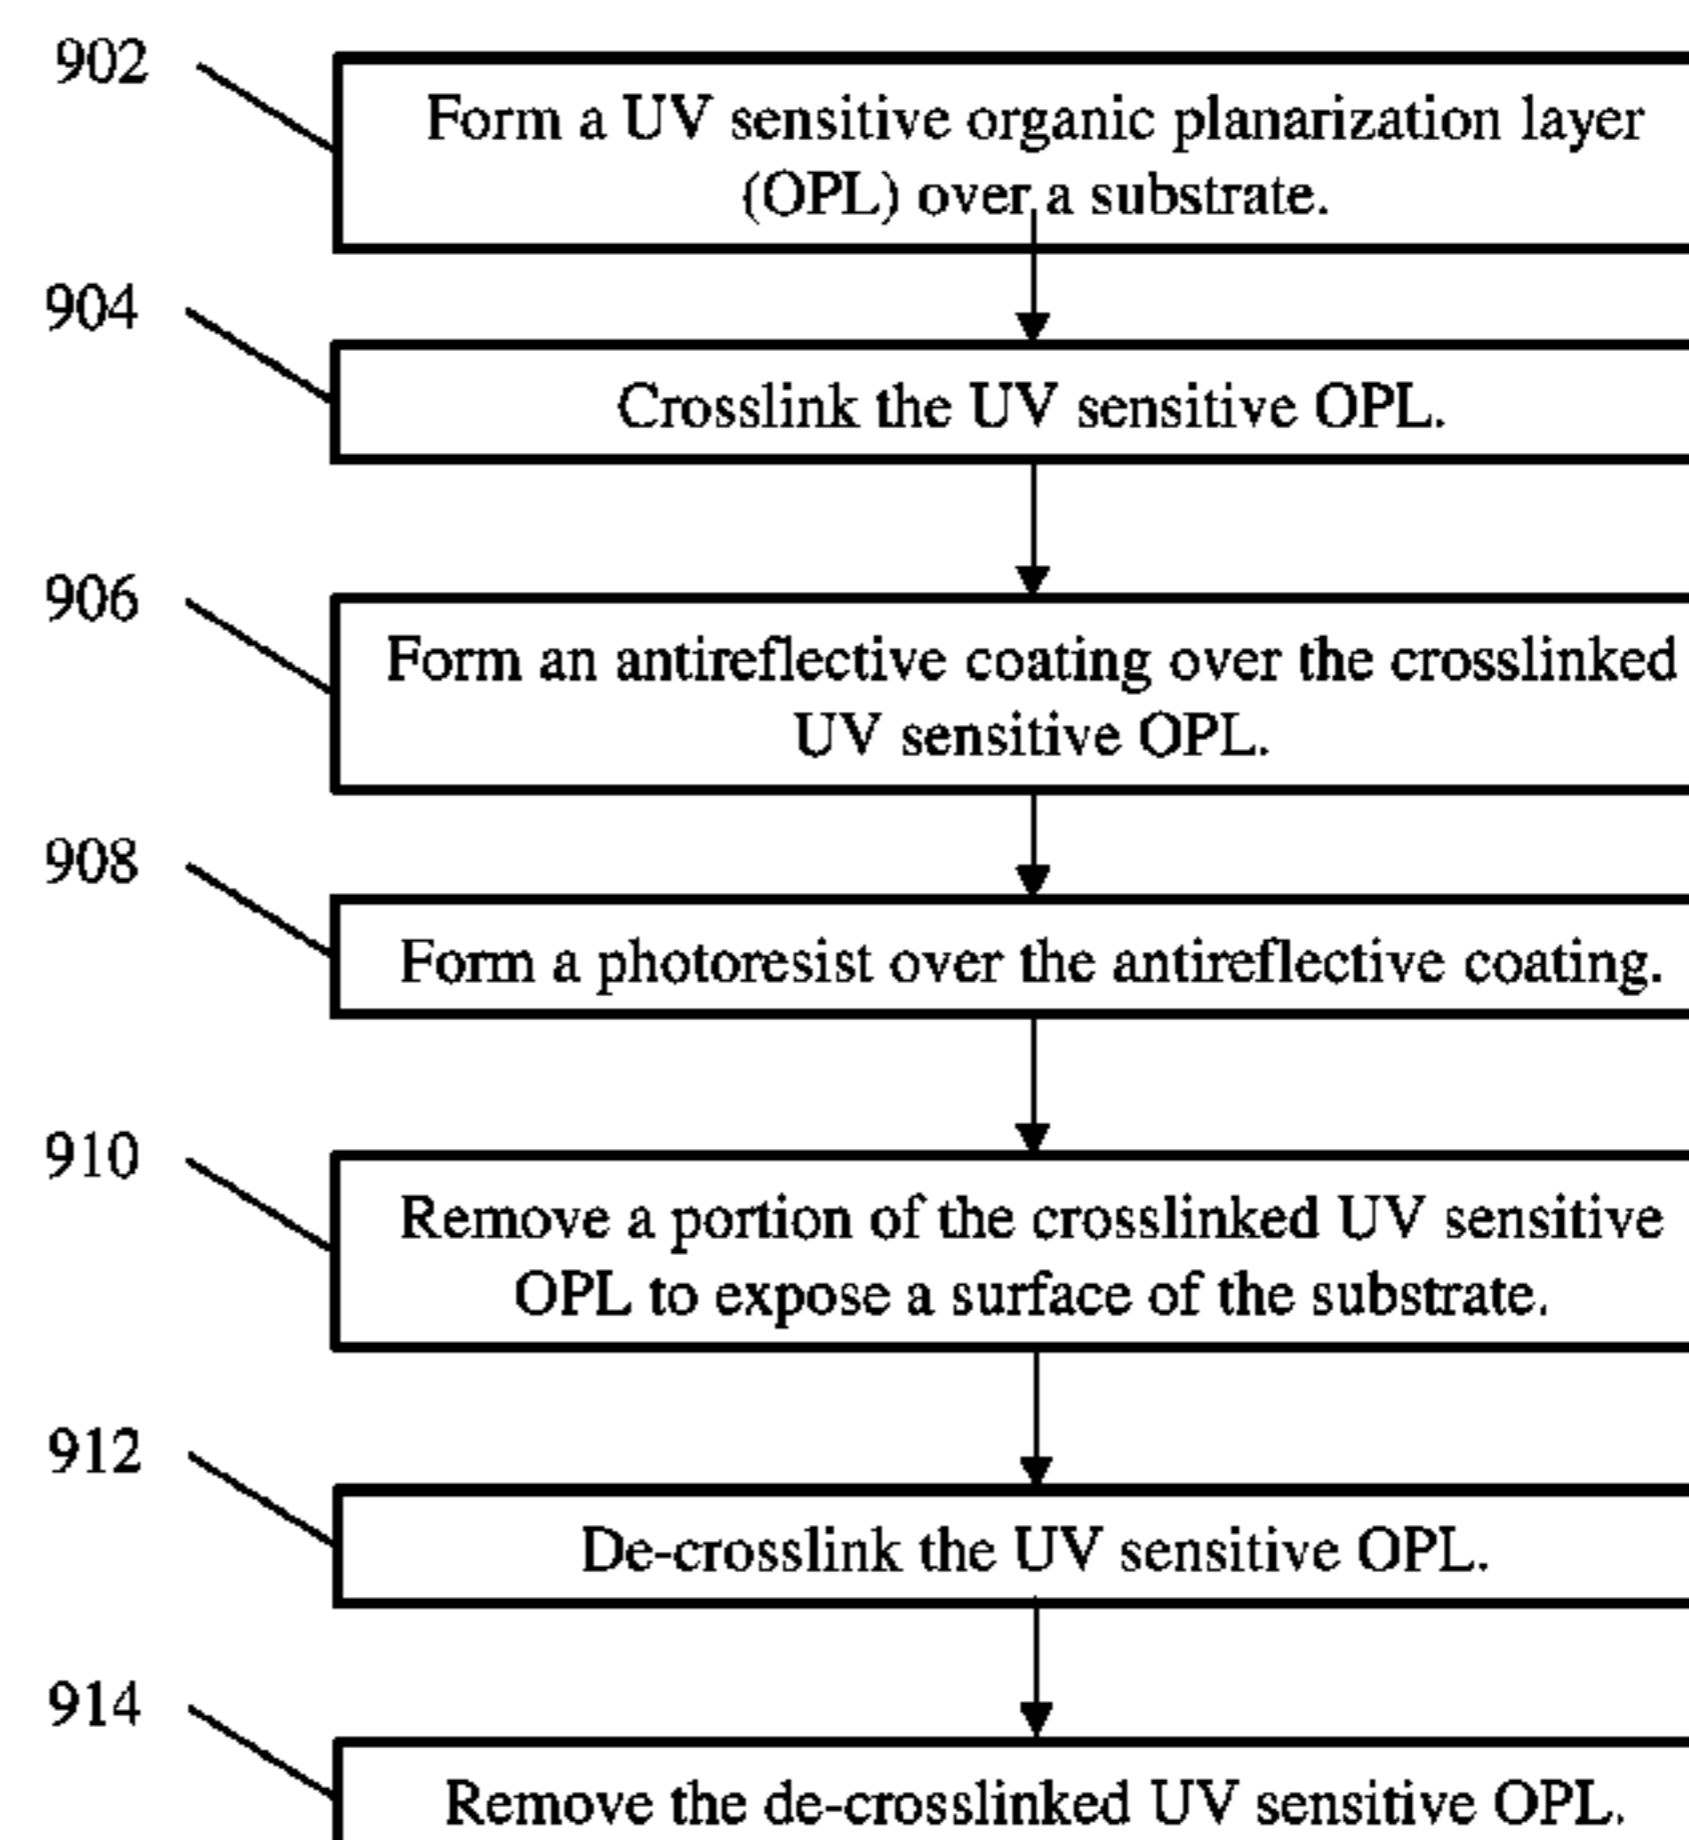 902
Form a UV sensitive organic planarization layer
(OPL) over a substrate.
904
Crosslink the UV sensitive OPL.
906
Form an antireflective coating over the crosslinked
UV sensitive OPL.
908
Form a photoresist over the antireflective coating.
910
Remove a portion of the crosslinked UV sensitive
OPL to expose a surface of the substrate.
912
De-crosslink the UV sensitive OPL.
914
Remove the de-crosslinked UV sensitive OPL.